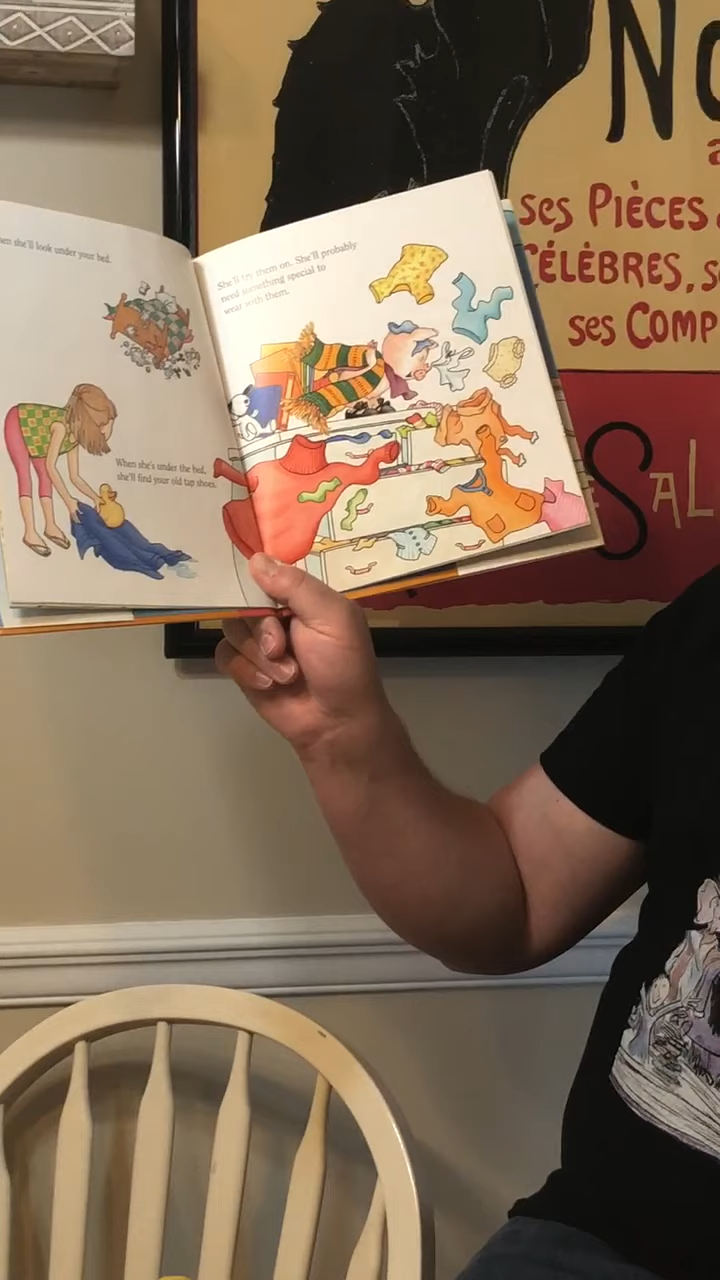 she'll look under your bed.
When she's under the bed,
she'll find your old tap shoes.
She'll try them on. She'll probably
need something special to
wear with them.
No
ses PIÈCES
CÉLÈBRES, s
ses COMP
SAL